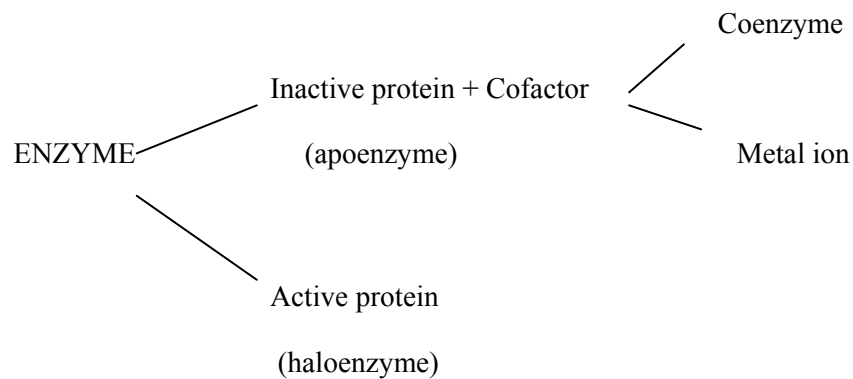 Coenzyme
Inactive protein + Cofactor
ENZYME
(apoenzyme)
Metal ion
Active protein
(haloenzyme)